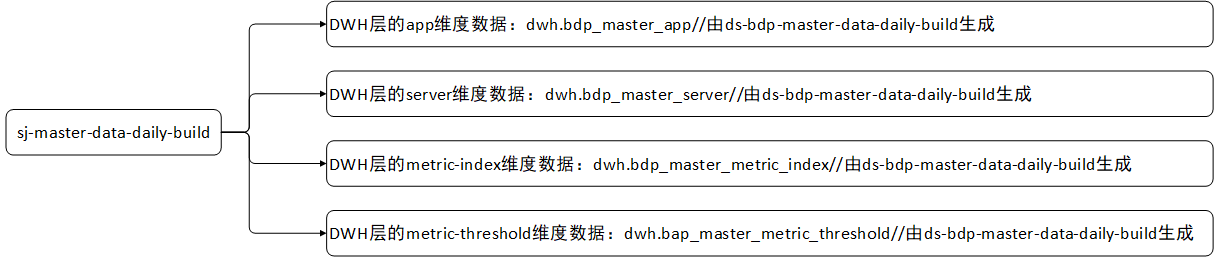 DWH层的app维度数据：dwh.bdp_master_app//由ds-bdp-master-data-daily-build生成
DWH层的server维度数据：dwh.bdp_master_server//由ds-bdp-master-data-daily-build生成
sj-master-data-daily-build
DWH层的metric-index维度数据：dwh.bdp_master_metric_index//由ds-bdp-master-data-daily-build生成
DWH层的metric-threshold维度数据：dwh.bap_master_metric_threshold//由ds-bdp-master-data-daily-build生成